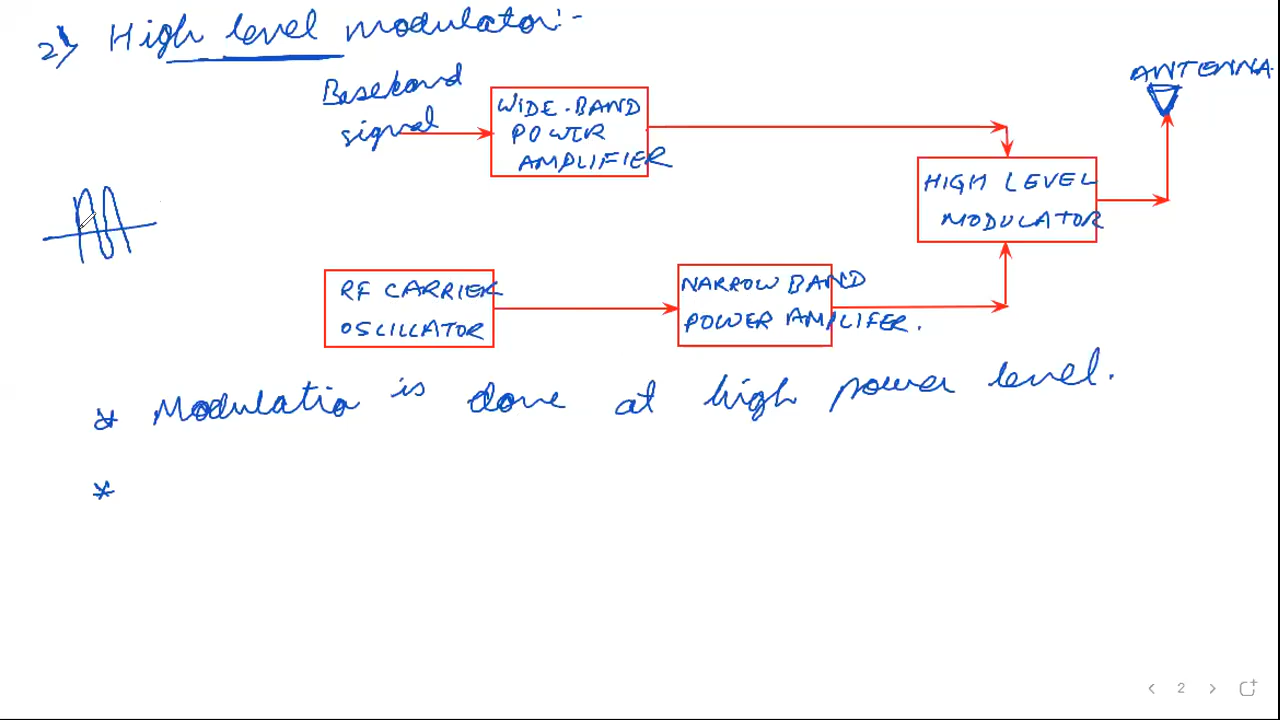 2) High level modulator:-
Baseband
signal
WIDE-BAND
POWER
AMPLIFIER
ANTENNA
HIGH LEVEL
MODULATOR
RF CARRIER
OSCILLATOR
NARROW BAND
POWER AMPLIFER.
* Modulatio is done at high power level.
*
2